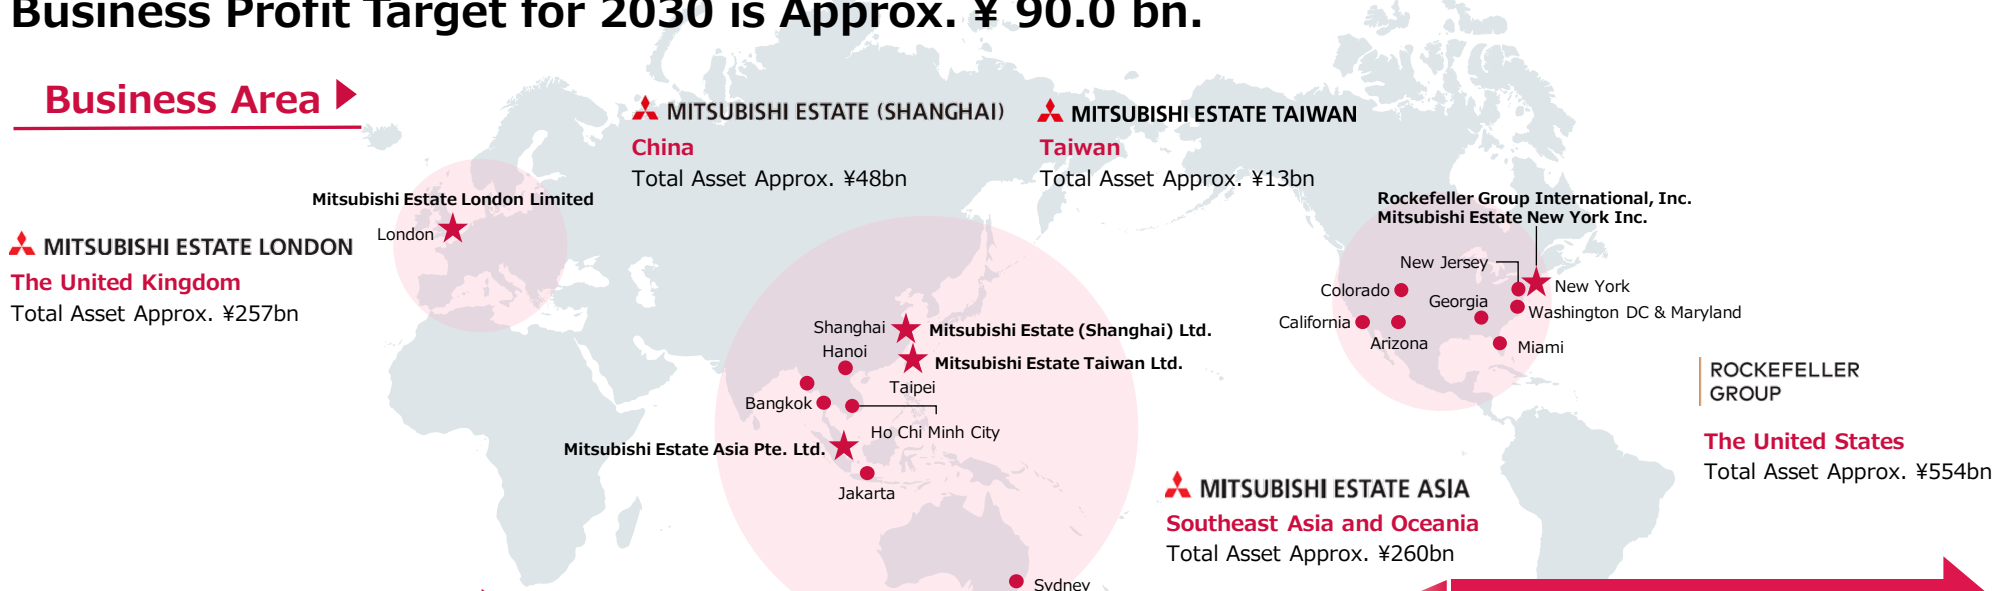 Business Profit Target for 2030 is Approx. ¥ 90.0 bn.
Business Area
MITSUBISHI ESTATE (SHANGHAI)
China
Total Asset Approx. ¥48bn
MITSUBISHI ESTATE TAIWAN
Taiwan
Total Asset Approx. ¥13bn
Mitsubishi Estate London Limited
London
MITSUBISHI ESTATE LONDON
The United Kingdom
Total Asset Approx. ¥257bn
Rockefeller Group International, Inc.
Mitsubishi Estate New York Inc.
New Jersey
New York
Colorado
Georgia
Washington DC & Maryland
California
Arizona
Miami
Shanghai
Mitsubishi Estate (Shanghai) Ltd.
Hanoi
Mitsubishi Estate Taiwan Ltd.
Taipei
Bangkok
Ho Chi Minh City
Mitsubishi Estate Asia Pte. Ltd.
Jakarta
ROCKEFELLER
GROUP
The United States
Total Asset Approx. ¥554bn
MITSUBISHI ESTATE ASIA
Southeast Asia and Oceania
Total Asset Approx. ¥260bn
Sydney